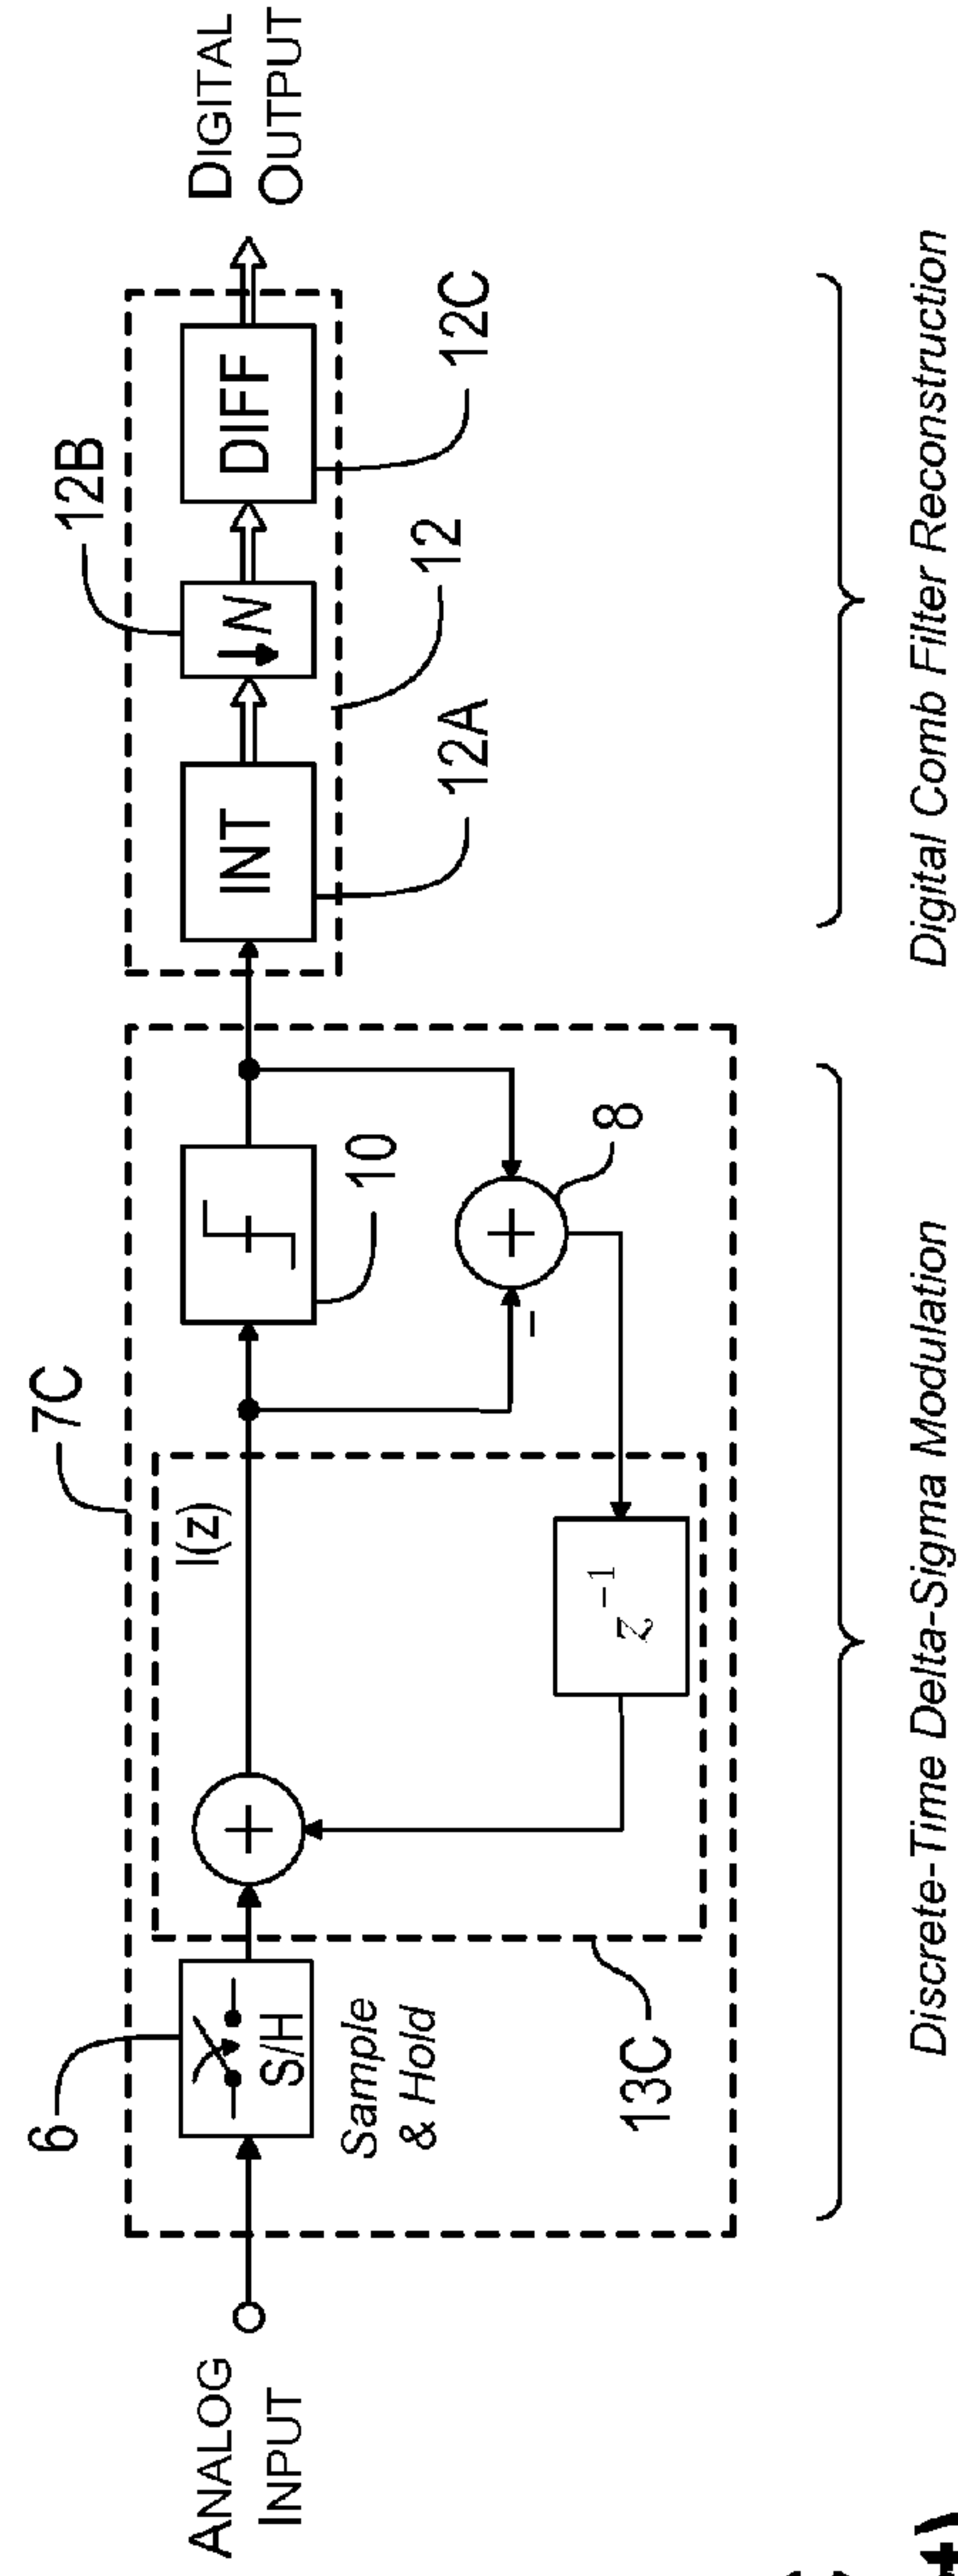 7C
12B
6
ANALOG
INPUT
S/H
Sample
& Hold
+
I(z)
z⁻¹
13C
10
+
-
8
INT
12A
↓N
12
DIFF
12C
DIGITAL
OUTPUT
Discrete-Time Delta-Sigma Modulation
Digital Comb Filter Reconstruction